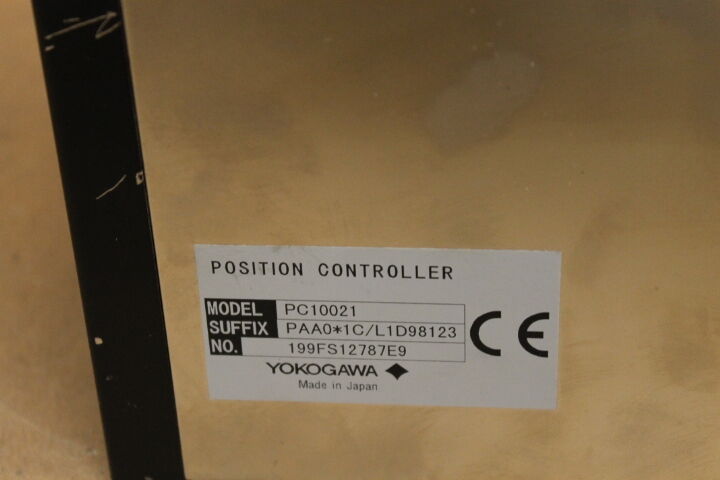 POSITION CONTROLLER
MODEL PC10021
SUFFIX PAA0*1C/L1D98123
NO. 199FS12787E9
CE
YOKOGAWA
Made in Japan